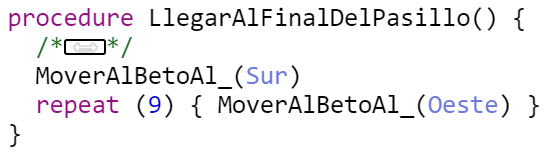 procedure LlegarAlFinalDelPasillo() {
/**/
MoverAlBetoAl_(Sur)
repeat (9) { MoverAlBetoAl_(Oeste) }
}